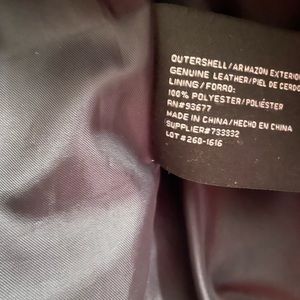 OUTERSHELL/ARMAZON EXTERIOR
GENUINE LEATHER/PIEL DE CERDO
LINING/FORRO:
100% POLYESTER/POLIÉSTER
RN#93677
MADE IN CHINA/HECHO EN CHINA
SUPPLIER#733932
LOT#268-1616